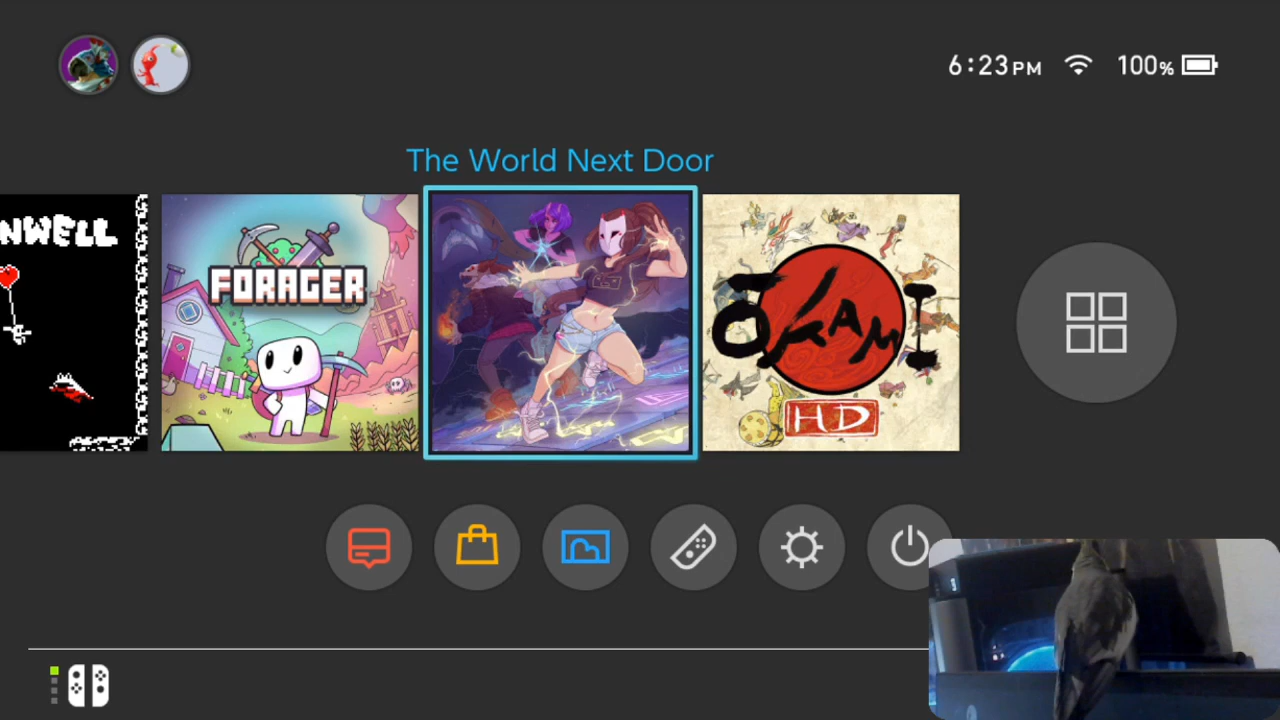 6:23PM 100%
The World Next Door
NWELL
FORAGER
ŌKAMI
HD